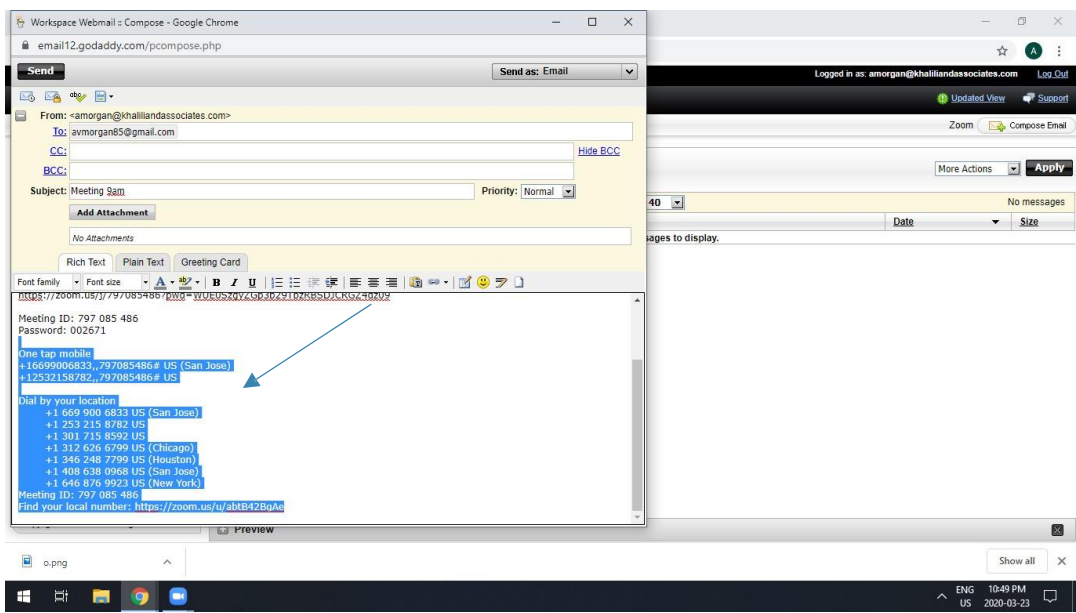 Workspace Webmail :: Compose - Google Chrome
email12.godaddy.com/pcompose.php
Send
Send as: Email
Logged in as: amorgan@khaliliandassociates.com Log Out
abc
Updated View Support
From: <amorgan@khaliliandassociates.com>
Zoom Compose Email
To: avmorgan85@gmail.com
CC: Hide BCC
BCC:
More Actions Apply
Subject: Meeting 9am Priority: Normal
40 No messages
Add Attachment
Date Size
No Attachments
sages to display.
Rich Text Plain Text Greeting Card
Font family Font size A ab B I U
Meeting ID: 797 085 486
Password: 002671
One tap mobile
+16699006833,,797085486# US (San Jose)
+12532158782,,797085486# US
Dial by your location
+1 669 900 6833 US (San Jose)
+1 253 215 8782 US
+1 301 715 8592 US
+1 312 626 6799 US (Chicago)
+1 346 248 7799 US (Houston)
+1 408 638 0968 US (San Jose)
+1 646 876 9923 US (New York)
Meeting ID: 797 085 486
Find your local number: https://zoom.us/u/abtB42BgAe
Preview
o.png
Show all
ENG 10:49 PM
US 2020-03-23